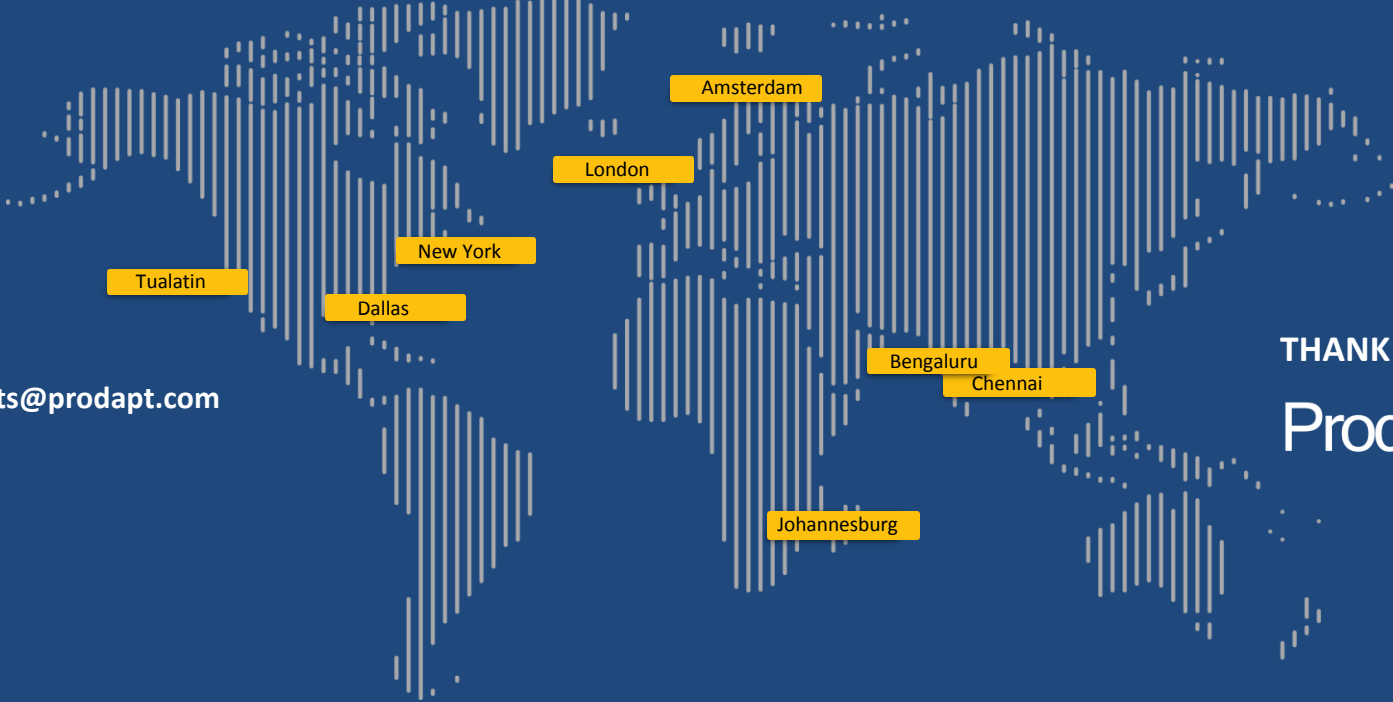 Amsterdam
London
New York
Tualatin
Dallas
THANK
Bengaluru
Chennai
ts@prodapt.com
Prod
Johannesburg